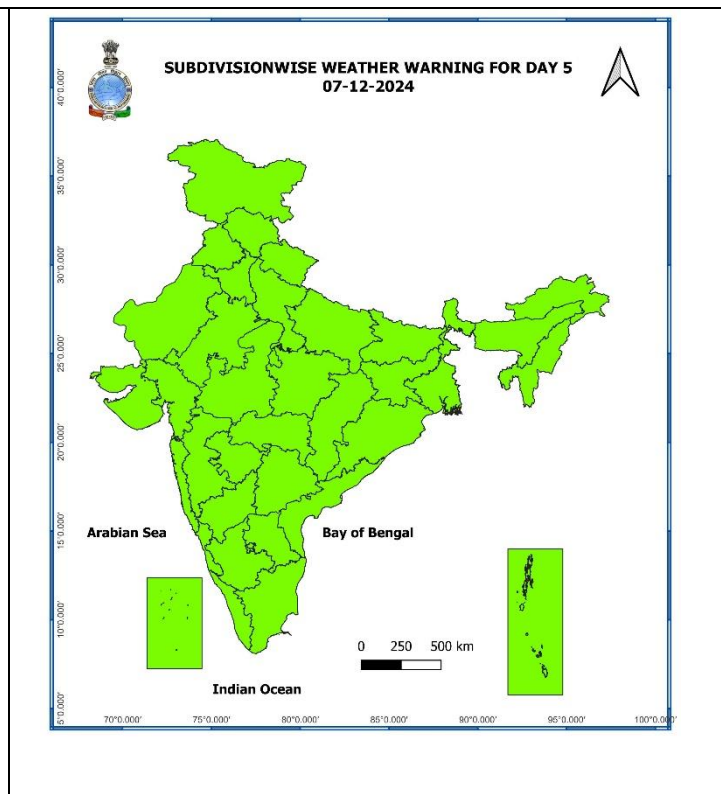 SUBDIVISIONWISE WEATHER WARNING FOR DAY 5
07-12-2024
40°0.000'
35°0.000'
30°0.000'
25°0.000'
20°0.000'
15°0.000'
10°0.000'
5°0.000'
Arabian Sea
Bay of Bengal
0 250 500 km
Indian Ocean
70°0.000' 75°0.000' 80°0.000' 85°0.000' 90°0.000' 95°0.000' 100°0.000'